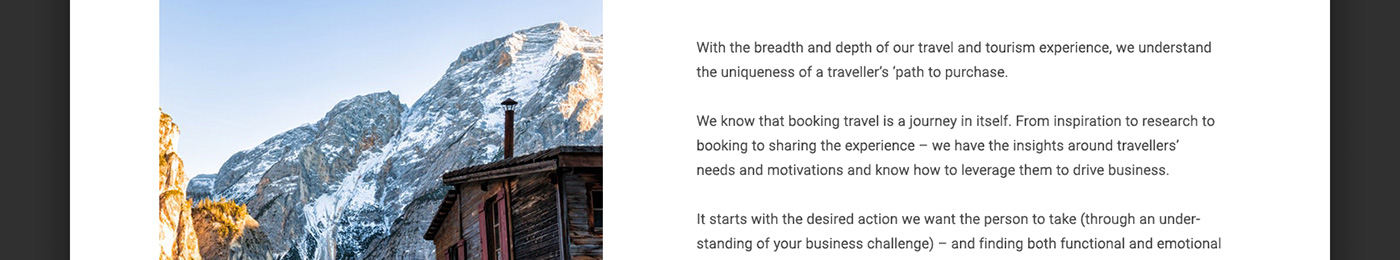 With the breadth and depth of our travel and tourism experience, we understand
the uniqueness of a traveller’s ‘path to purchase.
We know that booking travel is a journey in itself. From inspiration to research to
booking to sharing the experience – we have the insights around travellers’
needs and motivations and know how to leverage them to drive business.
It starts with the desired action we want the person to take (through an under-
standing of your business challenge) – and finding both functional and emotional